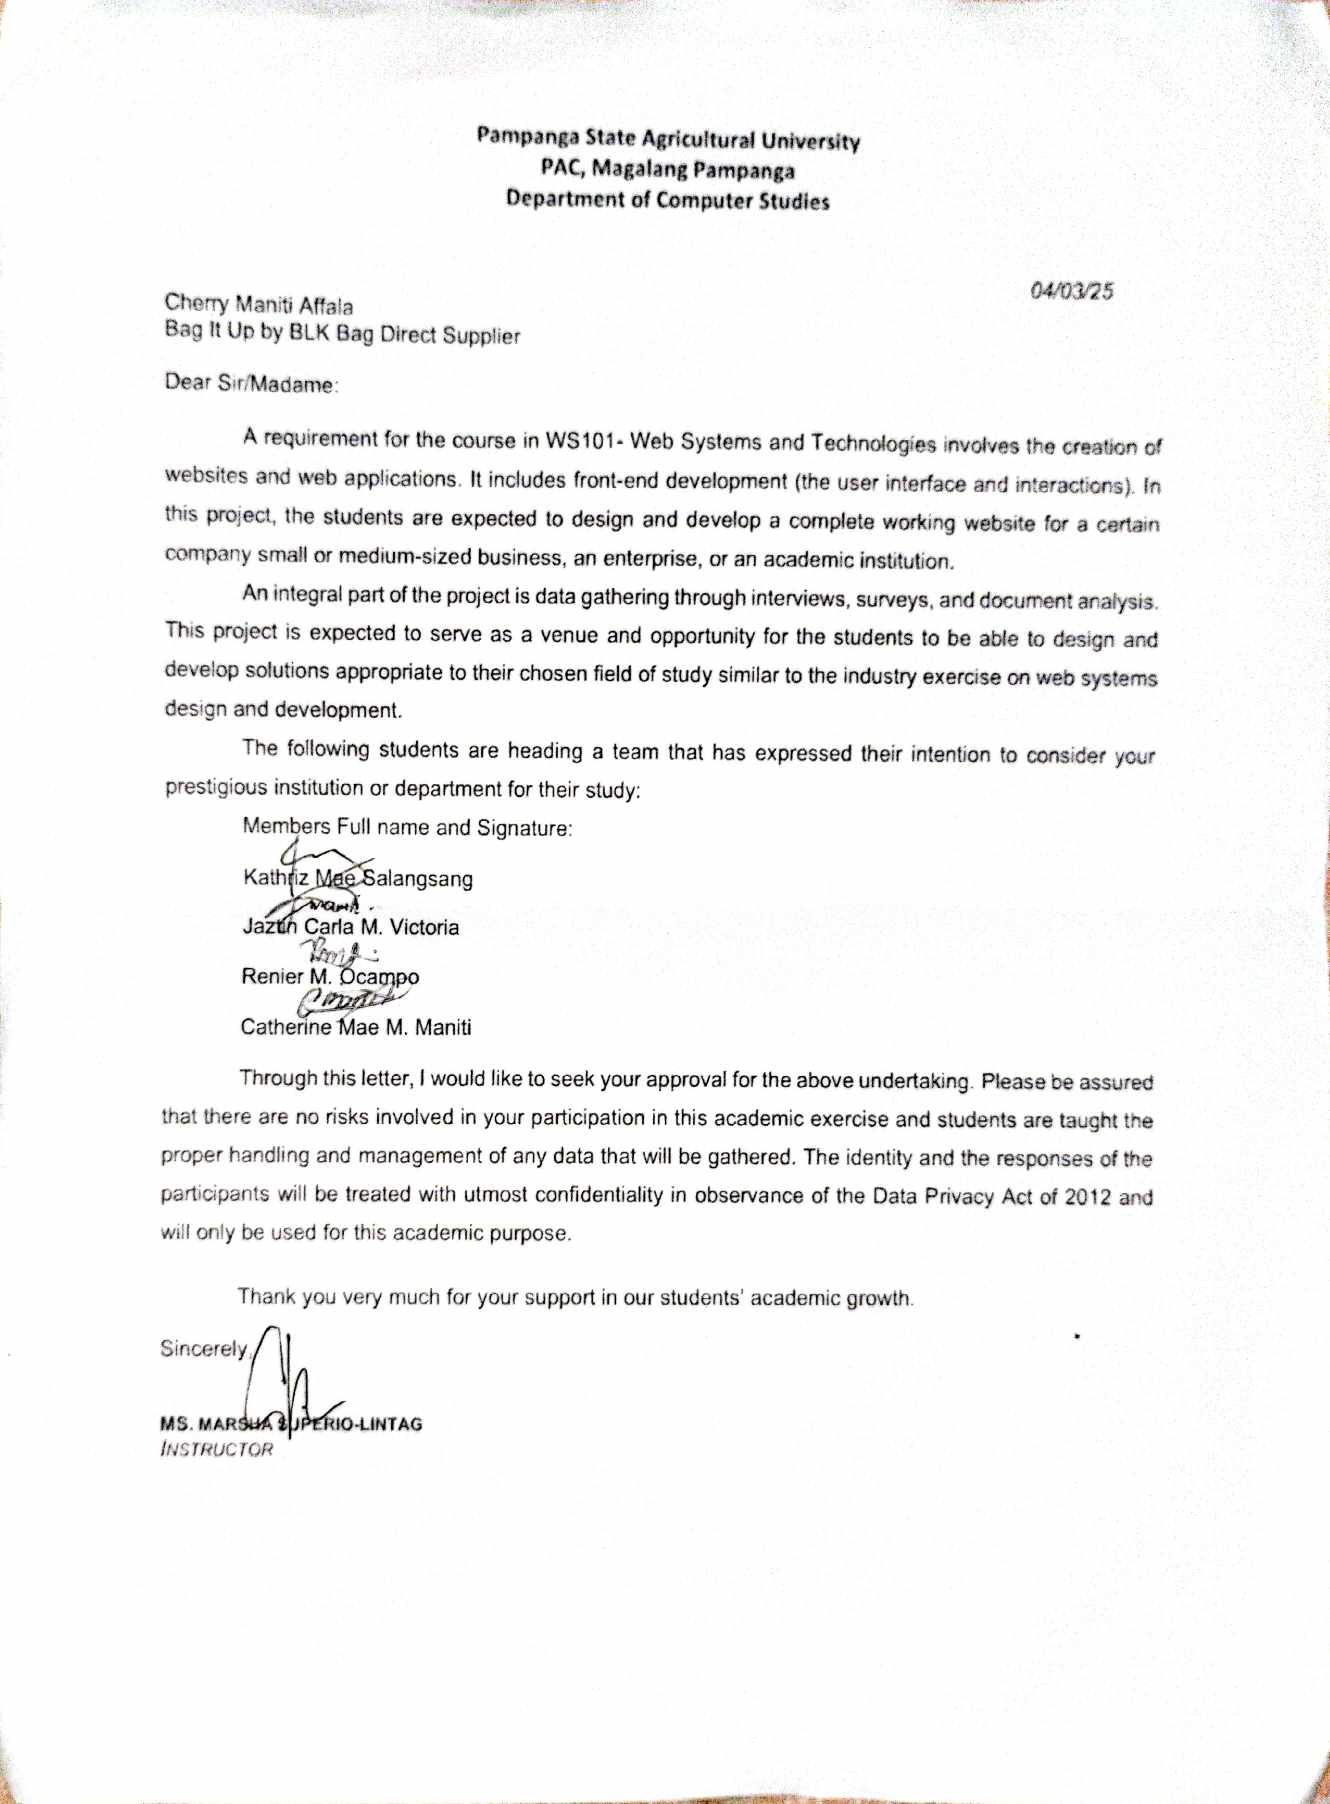 Pampanga State Agricultural University
PAC, Magalang Pampanga
Department of Computer Studies
04/03/25
Cherry Maniti Affala
Bag It Up by BLK Bag Direct Supplier
Dear Sir/Madame:
A requirement for the course in WS101- Web Systems and Technologies involves the creation of
websites and web applications. It includes front-end development (the user interface and interactions). In
this project, the students are expected to design and develop a complete working website for a certain
company small or medium-sized business, an enterprise, or an academic institution.
An integral part of the project is data gathering through interviews, surveys, and document analysis.
This project is expected to serve as a venue and opportunity for the students to be able to design and
develop solutions appropriate to their chosen field of study similar to the industry exercise on web systems
design and development.
The following students are heading a team that has expressed their intention to consider your
prestigious institution or department for their study:
Members Full name and Signature:
Kathriz Mae Salangsang
Jaztin Carla M. Victoria
Renier M. Ocampo
Catherine Mae M. Maniti
Through this letter, I would like to seek your approval for the above undertaking. Please be assured
that there are no risks involved in your participation in this academic exercise and students are taught the
proper handling and management of any data that will be gathered. The identity and the responses of the
participants will be treated with utmost confidentiality in observance of the Data Privacy Act of 2012 and
will only be used for this academic purpose.
Thank you very much for your support in our students' academic growth.
Sincerely,
MS. MARSHA SUPERIO-LINTAG
INSTRUCTOR